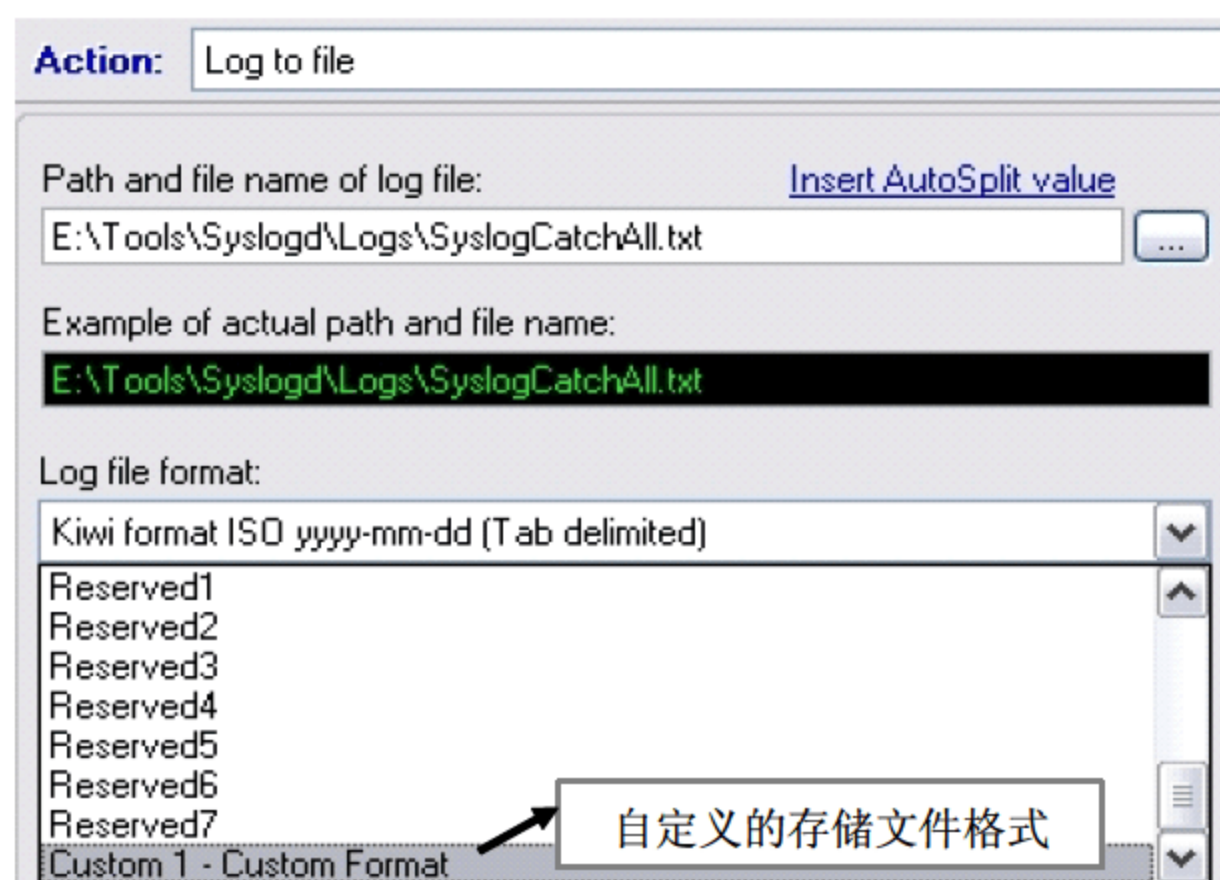 Action: Log to file
Path and file name of log file: Insert AutoSplit value
E:\Tools\Syslogd\Logs\SyslogCatchAll.txt ...
Example of actual path and file name:
E:\Tools\Syslogd\Logs\SyslogCatchAll.txt
Log file format:
Kiwi format ISO yyyy-mm-dd (Tab delimited)
Reserved1
Reserved2
Reserved3
Reserved4
Reserved5
Reserved6
Reserved7
自定义的存储文件格式
Custom 1 - Custom Format